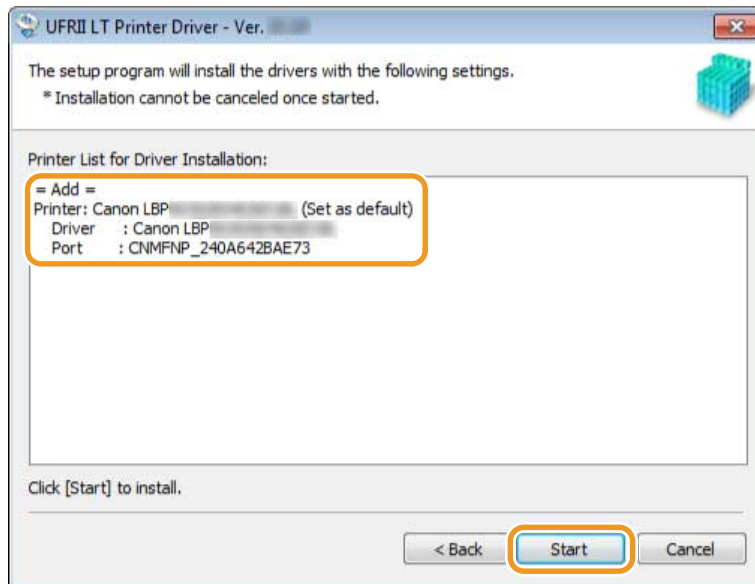 UFRII LT Printer Driver - Ver.
The setup program will install the drivers with the following settings.
* Installation cannot be canceled once started.
Printer List for Driver Installation:
= Add =
Printer: Canon LBP (Set as default)
Driver : Canon LBP
Port : CNMFNP_240A642BAE73
Click [Start] to install.
< Back Start Cancel